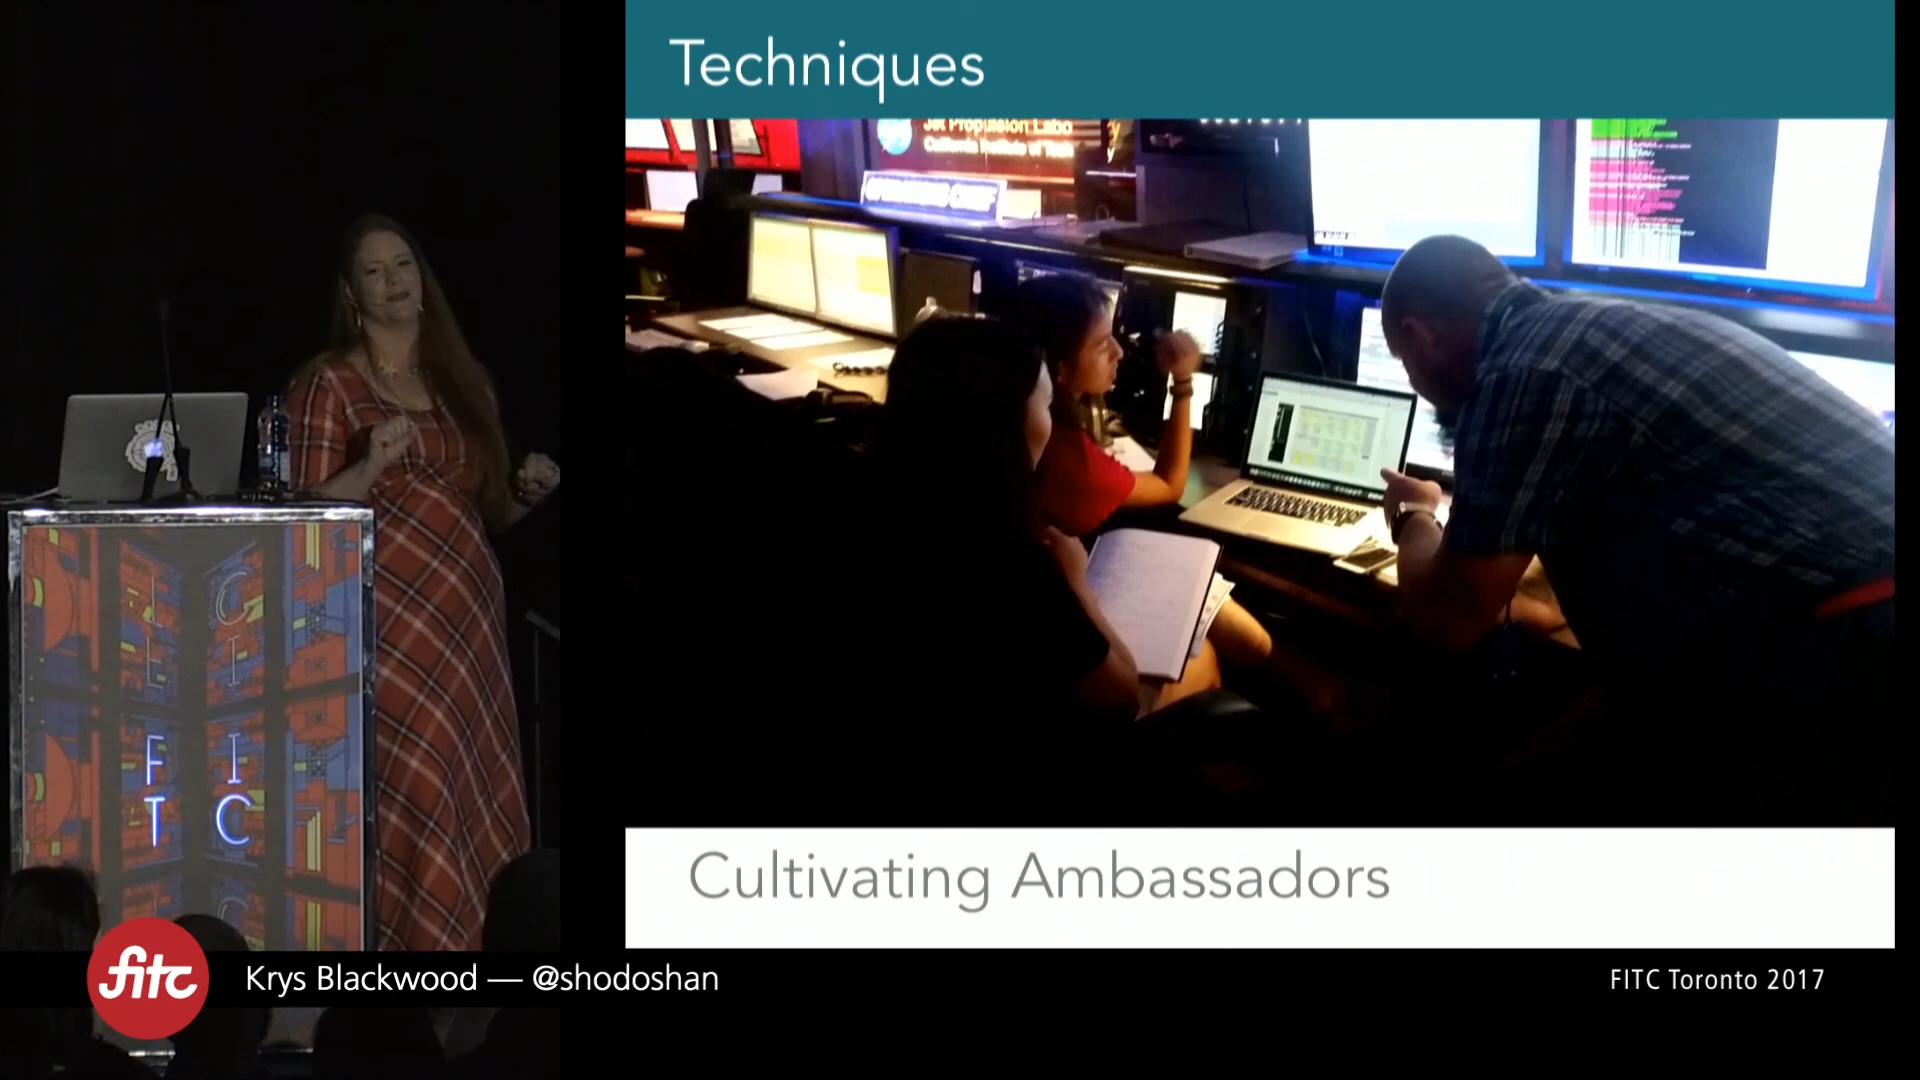 Techniques
Jet Propulsion Labo
California Institute of Tech
Cultivating Ambassadors
F I
T C
fitc
Krys Blackwood — @shodoshan
FITC Toronto 2017